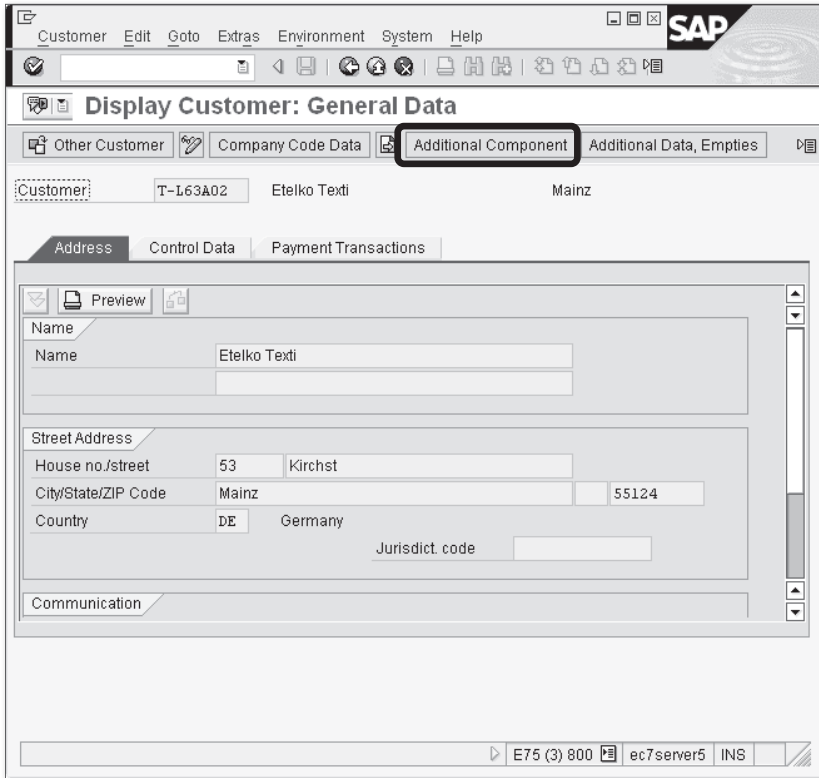 Customer Edit Goto Extras Environment System Help
SAP
Display Customer: General Data
Other Customer Company Code Data Additional Component Additional Data, Empties
Customer T-L63A02 Etelko Texti Mainz
Address Control Data Payment Transactions
Preview
Name
Name Etelko Texti
Street Address
House no./street 53 Kirchst
City/State/ZIP Code Mainz 55124
Country DE Germany
Jurisdict. code
Communication
E75 (3) 800 ec7server5 INS